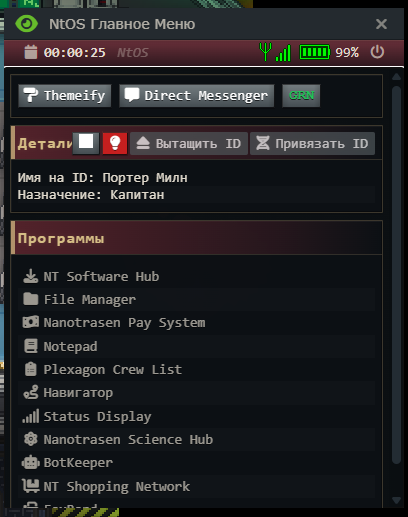 NtOS Главное Меню
00:00:25 NtOS 99%
Themeify Direct Messenger GRN
Детали Вытащить ID Привязать ID
Имя на ID: Портер Милн
Назначение: Капитан
Программы
NT Software Hub
File Manager
Nanotrasen Pay System
Notepad
Plexagon Crew List
Навигатор
Status Display
Nanotrasen Science Hub
BotKeeper
NT Shopping Network